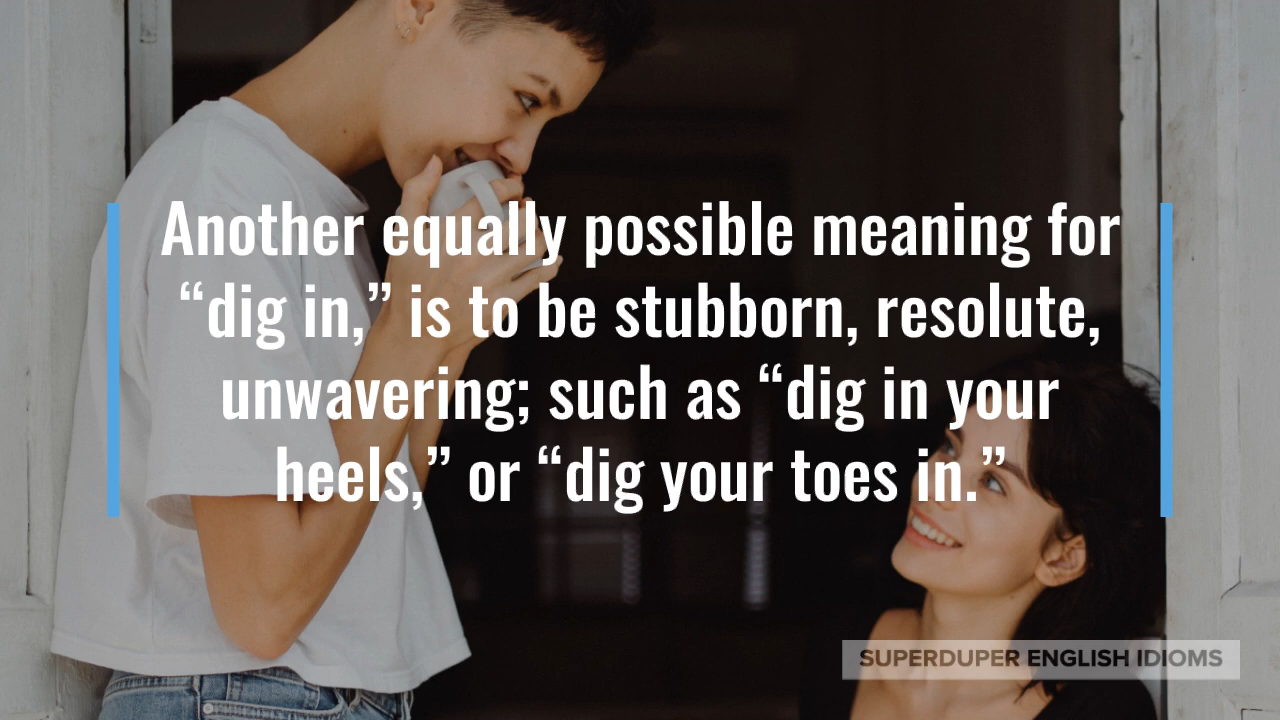 Another equally possible meaning for
“dig in,” is to be stubborn, resolute,
unwavering; such as “dig in your
heels,” or “dig your toes in.”
SUPERDUPER ENGLISH IDIOMS